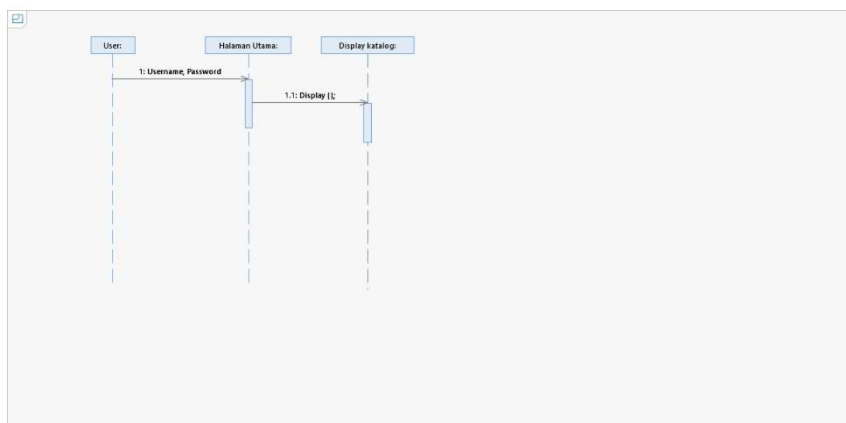 User:
Halaman Utama:
Display katalog:
1: Username, Password
1.1: Display ();